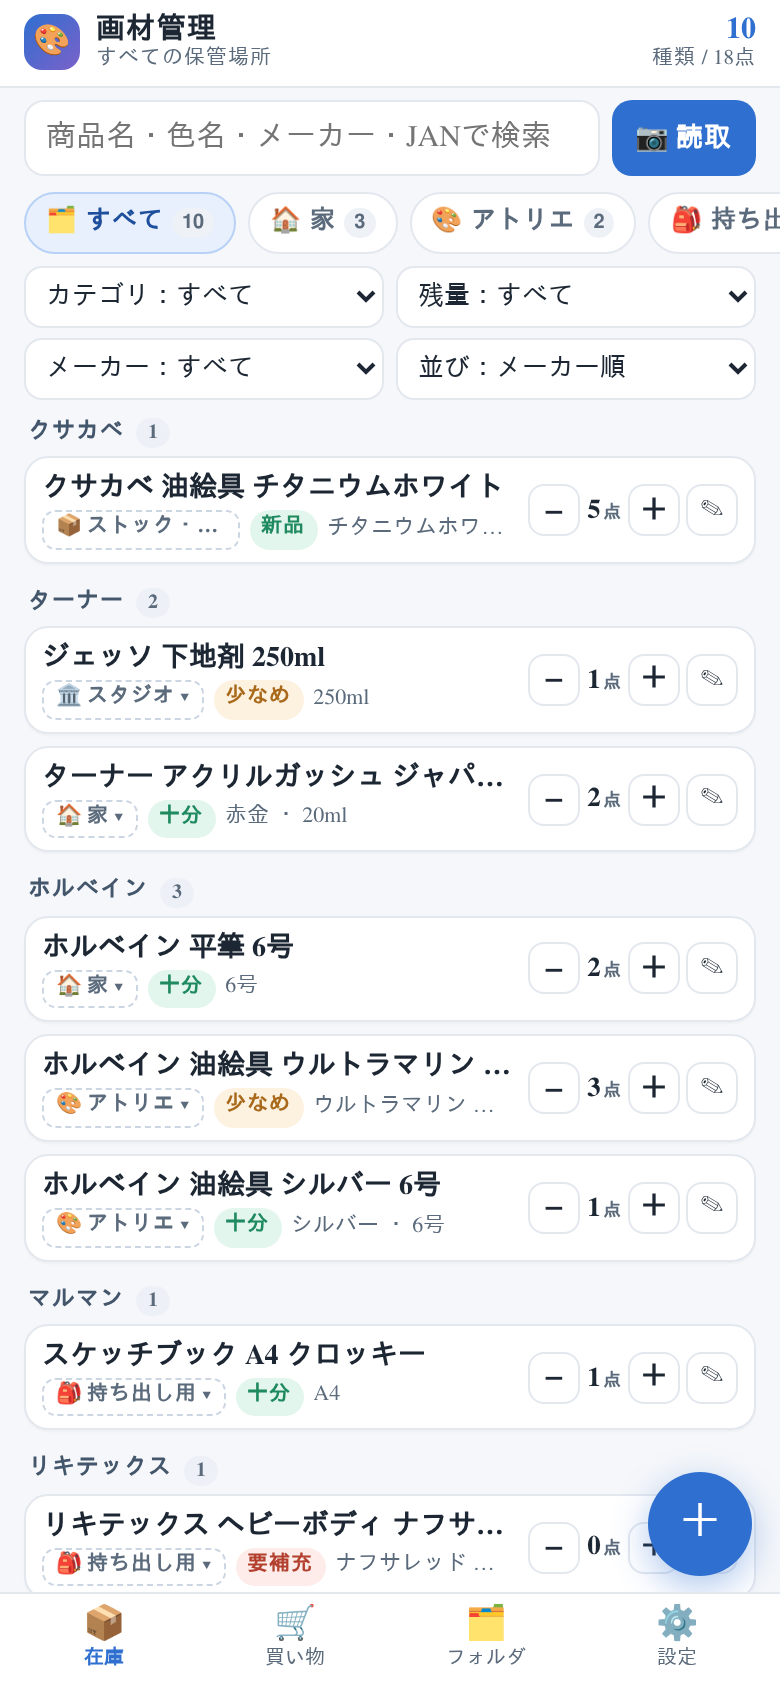 画材管理
すべての保管場所
10
種類 / 18点
商品名・色名・メーカー・JANで検索
読取
すべて 10
家 3
アトリエ 2
持ち出
カテゴリ：すべて
残量：すべて
メーカー：すべて
並び：メーカー順
クサカベ 1
クサカベ 油絵具 チタニウムホワイト
ストック・… 新品 チタニウムホワ…
− 5点 ＋
ターナー 2
ジェッソ 下地剤 250ml
スタジオ ▾ 少なめ 250ml
− 1点 ＋
ターナー アクリルガッシュ ジャパ…
家 ▾ 十分 赤金 · 20ml
− 2点 ＋
ホルベイン 3
ホルベイン 平筆 6号
家 ▾ 十分 6号
− 2点 ＋
ホルベイン 油絵具 ウルトラマリン …
アトリエ ▾ 少なめ ウルトラマリン …
− 3点 ＋
ホルベイン 油絵具 シルバー 6号
アトリエ ▾ 十分 シルバー · 6号
− 1点 ＋
マルマン 1
スケッチブック A4 クロッキー
持ち出し用 ▾ 十分 A4
− 1点 ＋
リキテックス 1
リキテックス ヘビーボディ ナフサ…
持ち出し用 ▾ 要補充 ナフサレッド …
− 0点 ＋
＋
在庫
買い物
フォルダ
設定